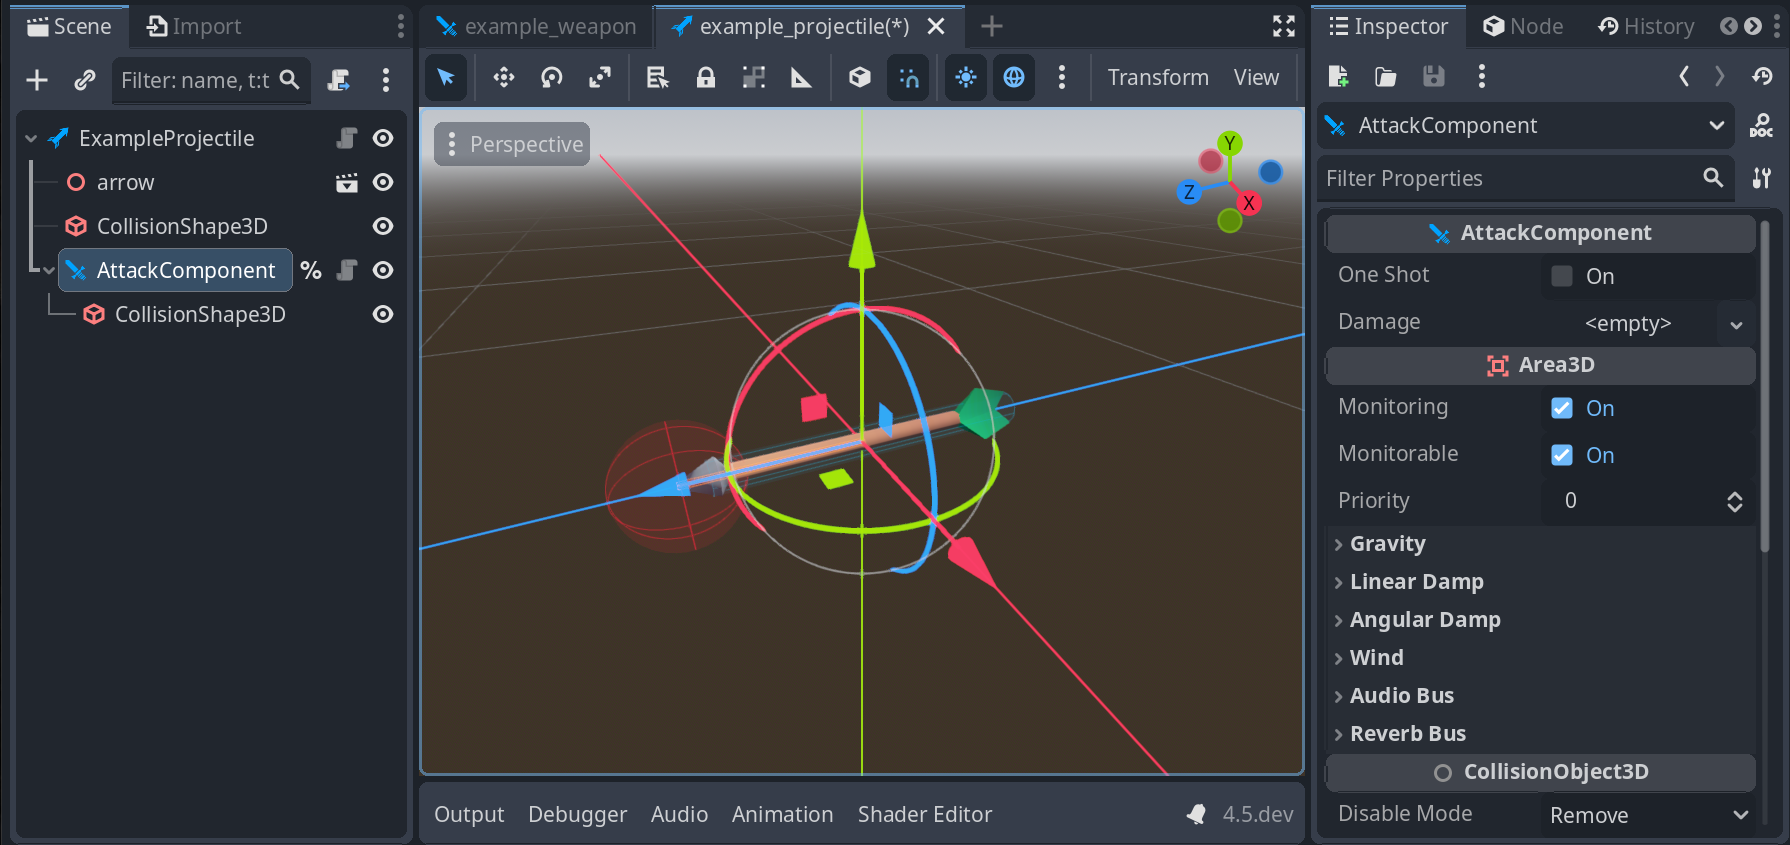 Scene
Import
Filter: name, t:t
ExampleProjectile
arrow
CollisionShape3D
AttackComponent
%
CollisionShape3D
example_weapon
example_projectile(*)
Transform
View
Perspective
Y
Z
X
Output
Debugger
Audio
Animation
Shader Editor
4.5.dev
Inspector
Node
History
AttackComponent
DOC
Filter Properties
AttackComponent
One Shot
On
Damage
<empty>
Area3D
Monitoring
On
Monitorable
On
Priority
0
Gravity
Linear Damp
Angular Damp
Wind
Audio Bus
Reverb Bus
CollisionObject3D
Disable Mode
Remove